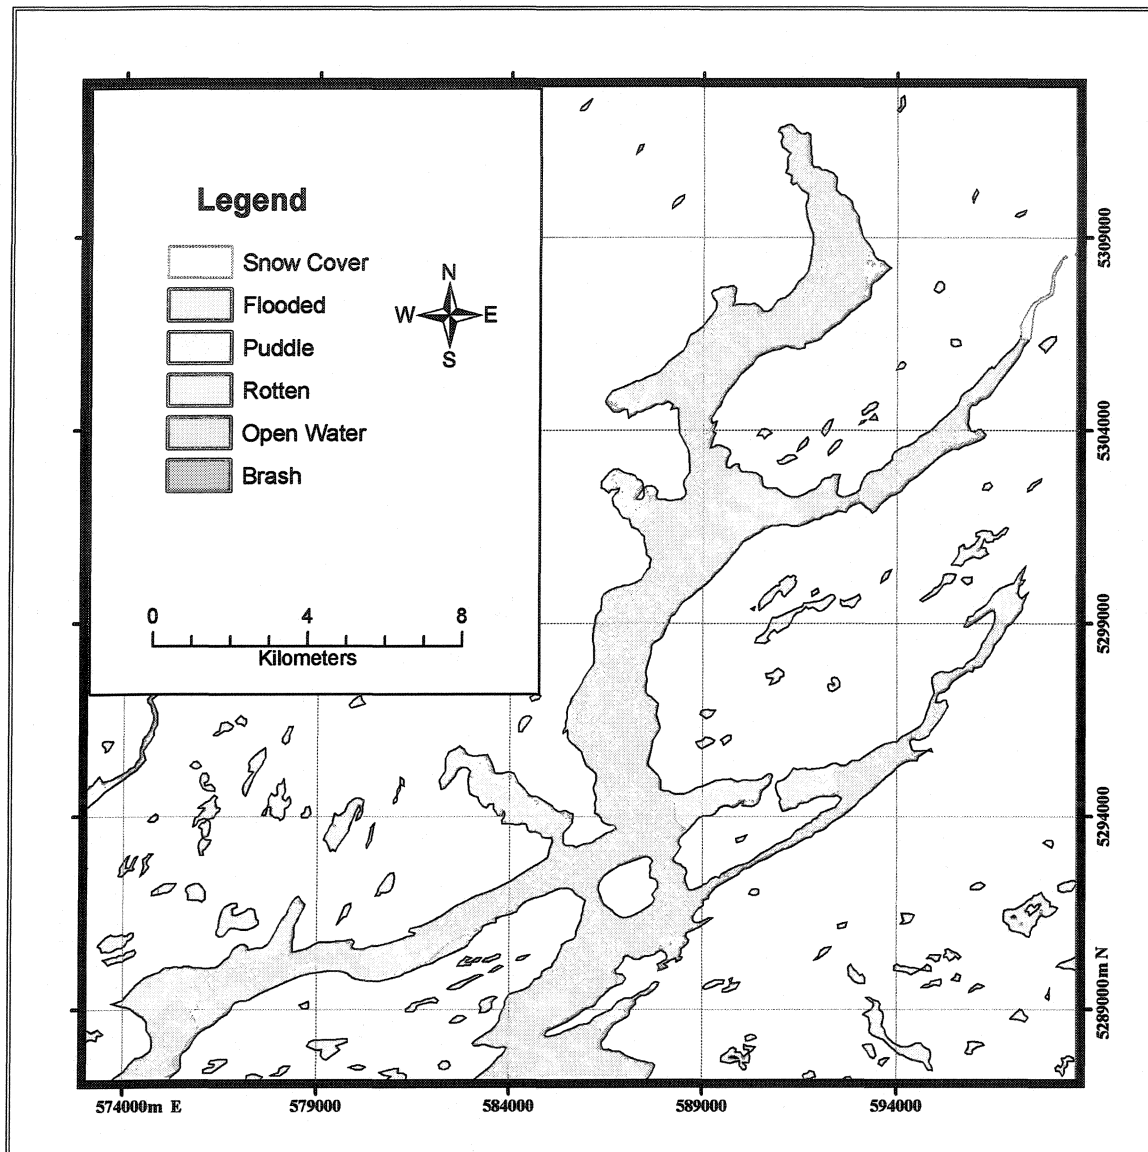 Legend
Snow Cover
Flooded
Puddle
Rotten
Open Water
Brash
N
W E
S
0 4 8
Kilometers
5309000
5304000
5299000
5294000
5289000m N
574000m E 579000 584000 589000 594000